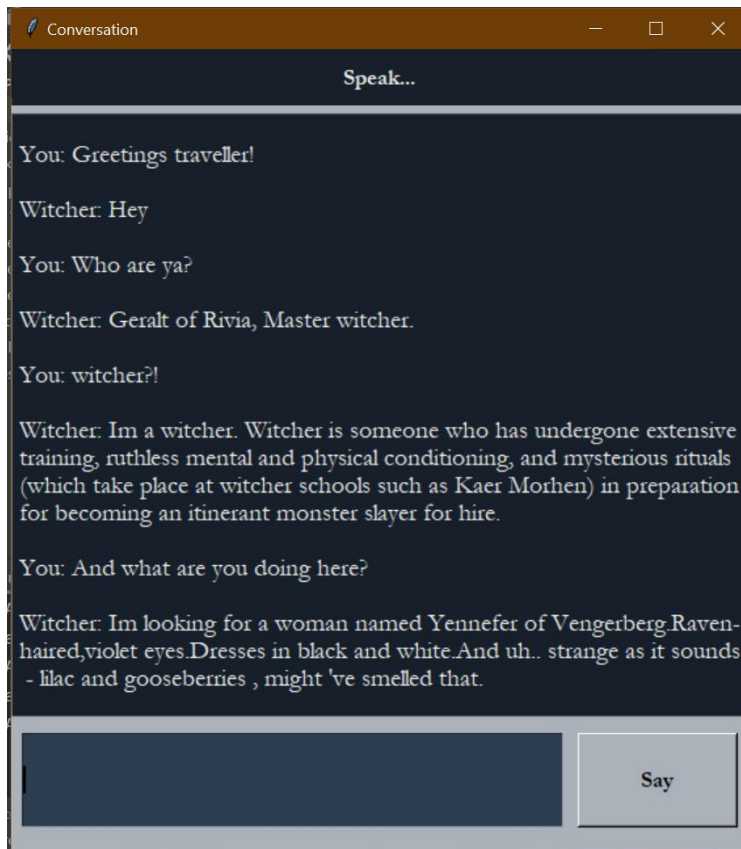 Conversation
Speak...
You: Greetings traveller!
Witcher: Hey
You: Who are ya?
Witcher: Geralt of Rivia, Master witcher.
You: witcher?!
Witcher: Im a witcher. Witcher is someone who has undergone extensive
training, ruthless mental and physical conditioning, and mysterious rituals
(which take place at witcher schools such as Kaer Morhen) in preparation
for becoming an itinerant monster slayer for hire.
You: And what are you doing here?
Witcher: Im looking for a woman named Yennefer of Vengerberg.Raven-
haired,violet eyes.Dresses in black and white.And uh.. strange as it sounds
- lilac and gooseberries , might 've smelled that.
Say